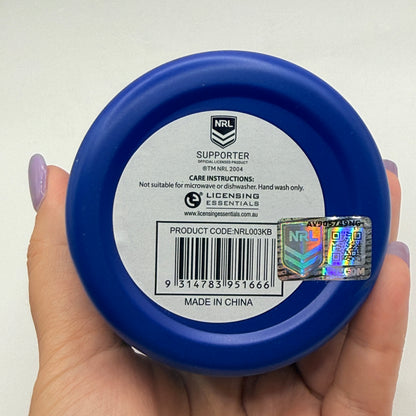 NRL
SUPPORTER
OFFICIAL LICENSED PRODUCT
®TM NRL 2004
CARE INSTRUCTIONS:
Not suitable for microwave or dishwasher. Hand wash only.
LICENSING
ESSENTIALS
www.licensingessentials.com.au
PRODUCT CODE:NRL003KB
9 314783 951666
MADE IN CHINA
NRL